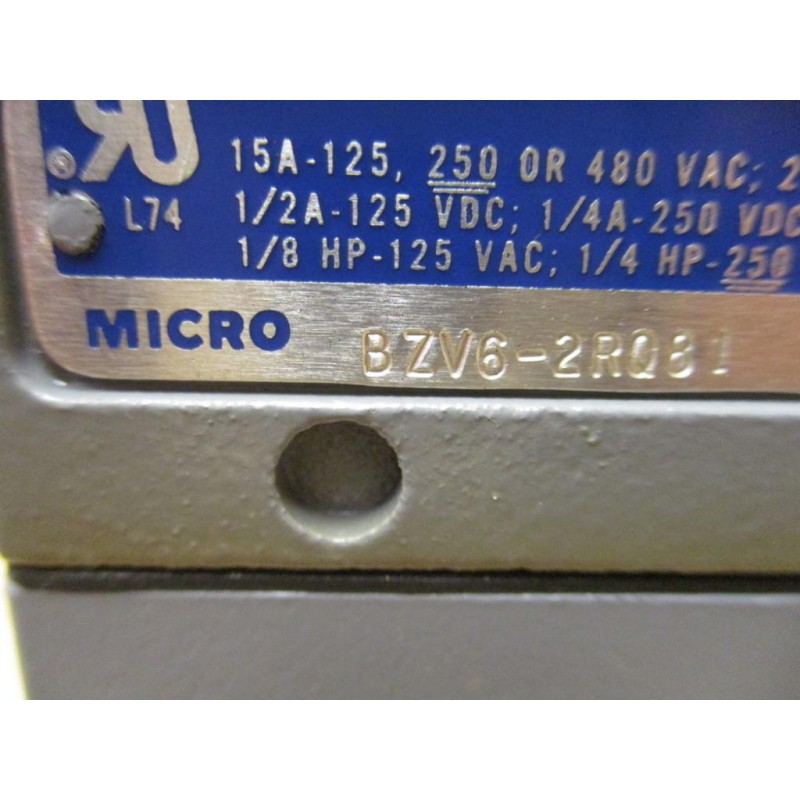 ®
15A-125, 250 OR 480 VAC; 2
L74 1/2A-125 VDC; 1/4A-250 VDC
1/8 HP-125 VAC; 1/4 HP-250
MICRO BZV6-2RQ81